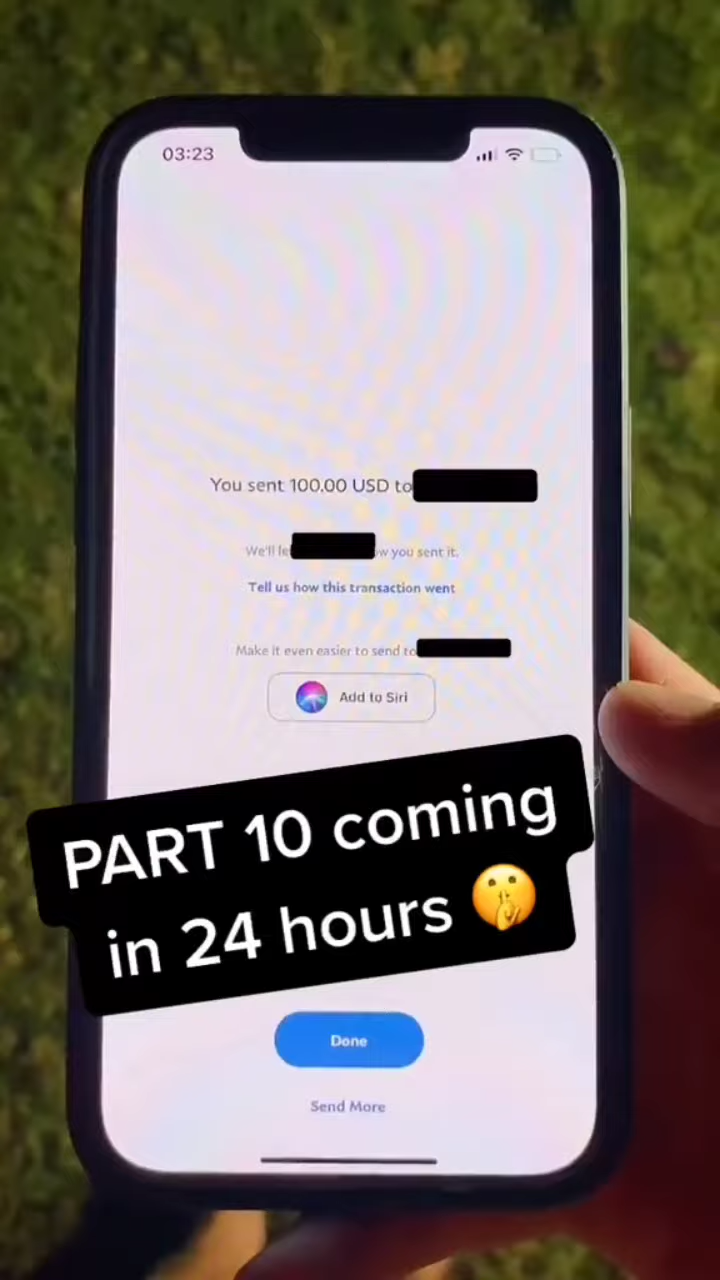 03:23
You sent 100.00 USD to
We'll le w you sent it.
Tell us how this transaction went
Make it even easier to send to
Add to Siri
PART 10 coming
in 24 hours 🤫
Done
Send More